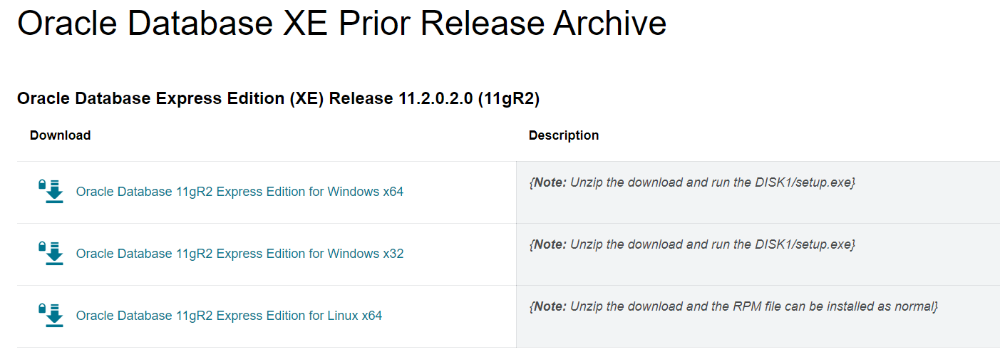 Oracle Database XE Prior Release Archive
Oracle Database Express Edition (XE) Release 11.2.0.2.0 (11gR2)
Download Description
Oracle Database 11gR2 Express Edition for Windows x64 {Note: Unzip the download and run the DISK1/setup.exe}
Oracle Database 11gR2 Express Edition for Windows x32 {Note: Unzip the download and run the DISK1/setup.exe}
Oracle Database 11gR2 Express Edition for Linux x64 {Note: Unzip the download and the RPM file can be installed as normal}